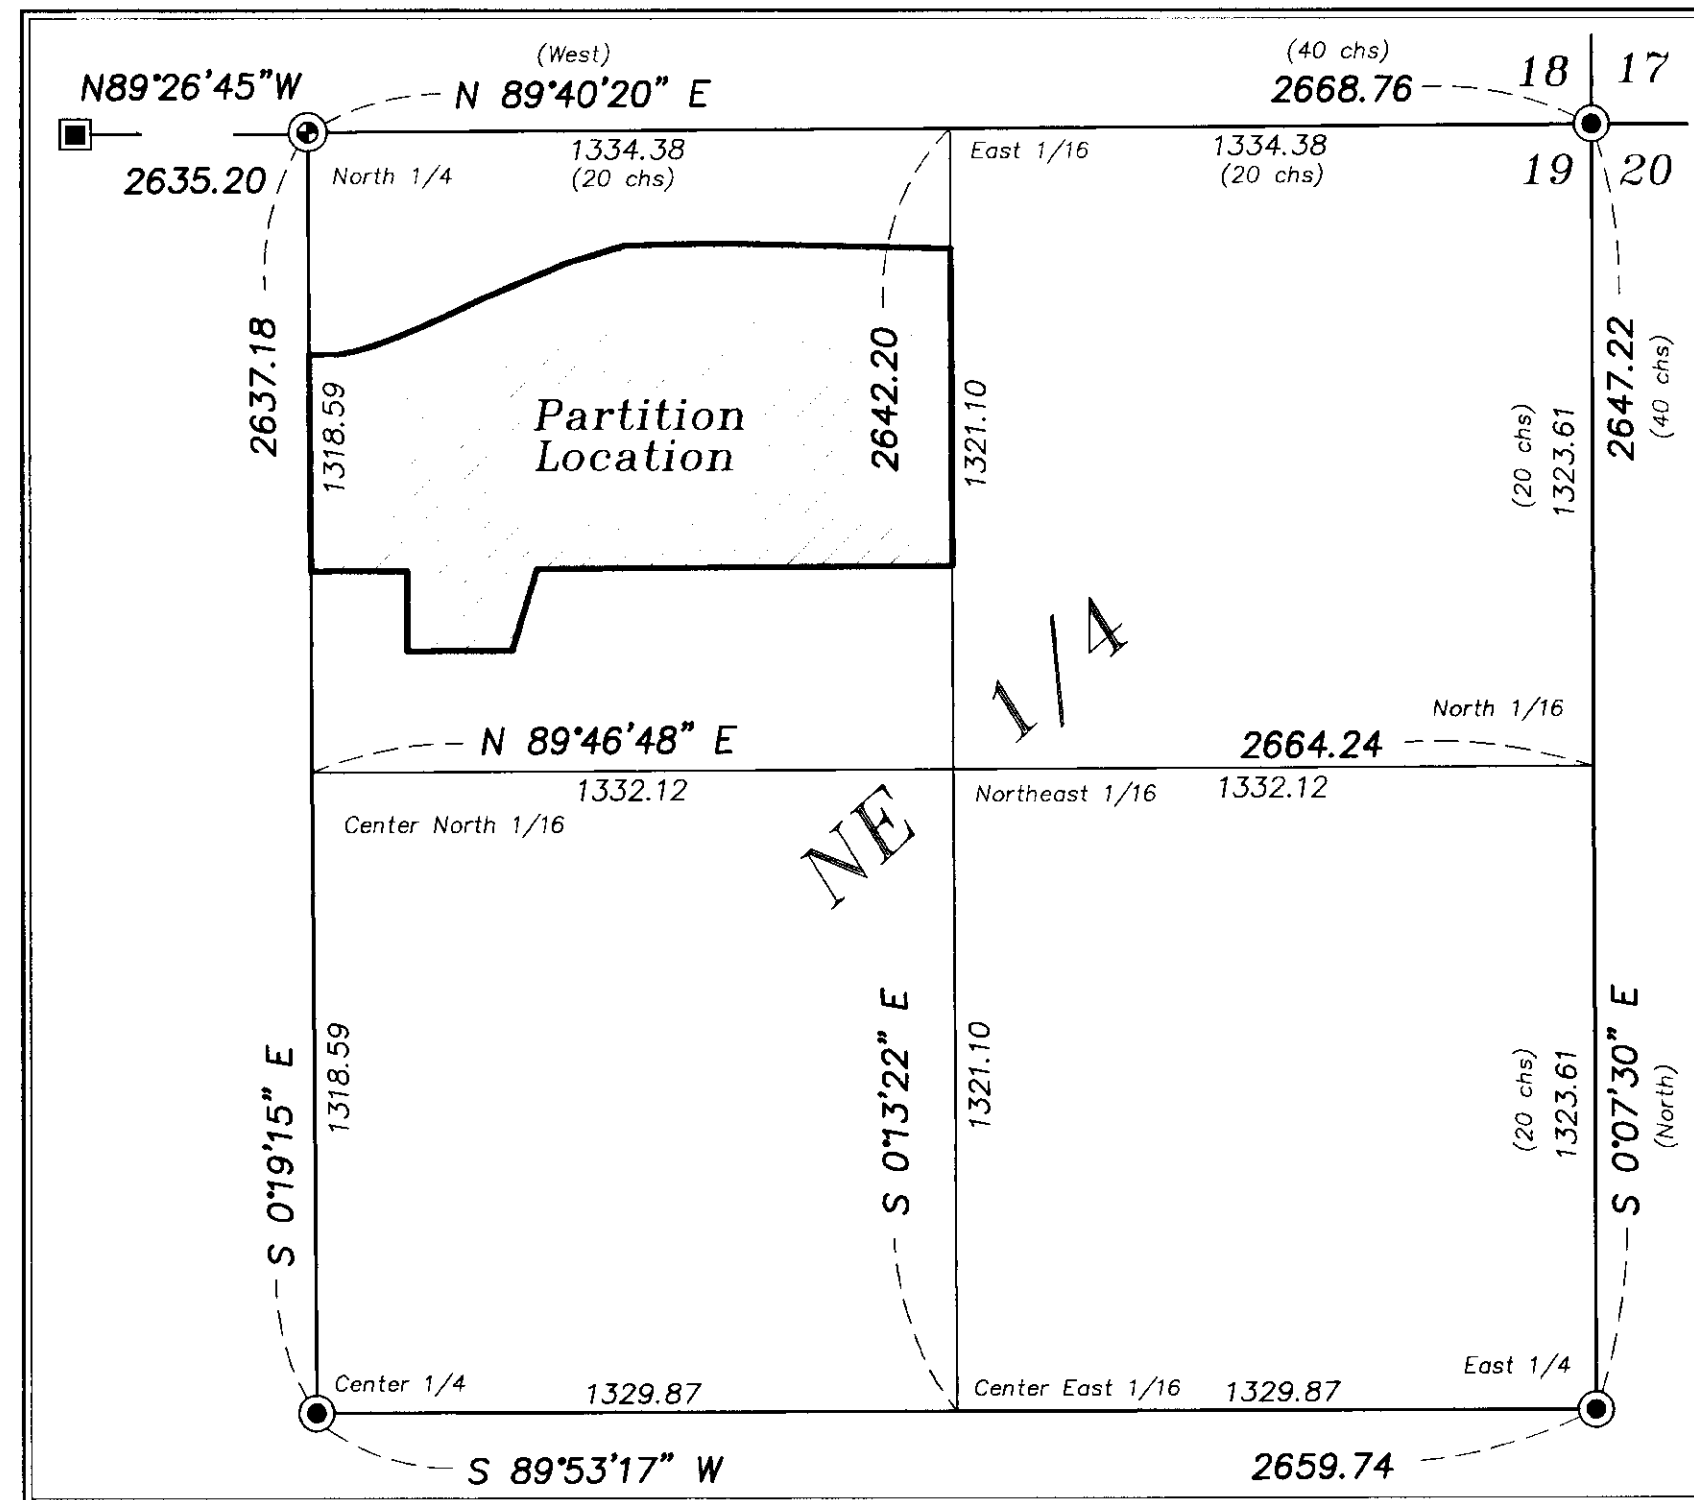 (West)
(40 chs)
18 17
N89°26'45"W
N 89°40'20" E
2668.76
1334.38
(20 chs)
East 1/16
1334.38
(20 chs)
19 20
2635.20
North 1/4
2637.18
1318.59
Partition
Location
2642.20
1321.10
(20 chs)
1323.61
2647.22
(40 chs)
NE 1/4
North 1/16
N 89°46'48" E
2664.24
1332.12
Northeast 1/16
1332.12
Center North 1/16
S 0°19'15" E
1318.59
S 0°13'22" E
1321.10
(20 chs)
1323.61
S 0°07'30" E
(North)
East 1/4
Center 1/4
1329.87
Center East 1/16
1329.87
S 89°53'17" W
2659.74